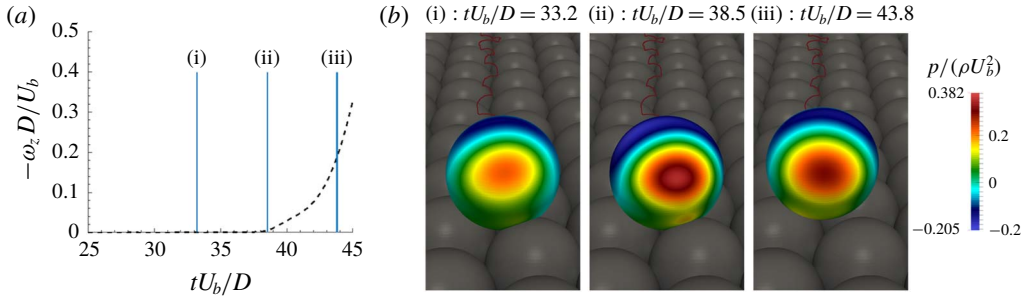 (a)
0.5
0.4
0.3
0.2
0.1
0
−ω_z D/U_b
(i)
(ii)
(iii)
25
30
35
40
45
tU_b/D
(b)
(i) : tU_b/D = 33.2
(ii) : tU_b/D = 38.5
(iii) : tU_b/D = 43.8
p/(ρU_b^2)
0.382
0.2
0
−0.205
−0.2